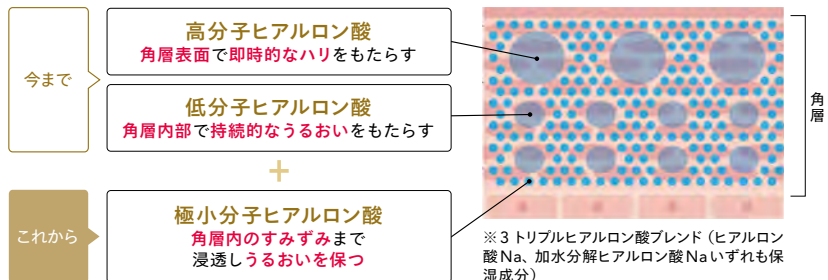 今まで
高分子ヒアルロン酸
角層表面で即時的なハリをもたらす
低分子ヒアルロン酸
角層内部で持続的なうるおいをもたらす
+
これから
極小分子ヒアルロン酸
角層内のすみずみまで
浸透しうるおいを保つ
角層
※3 トリプルヒアルロン酸ブレンド（ヒアルロン
酸Na、加水分解ヒアルロン酸Naいずれも保
湿成分）